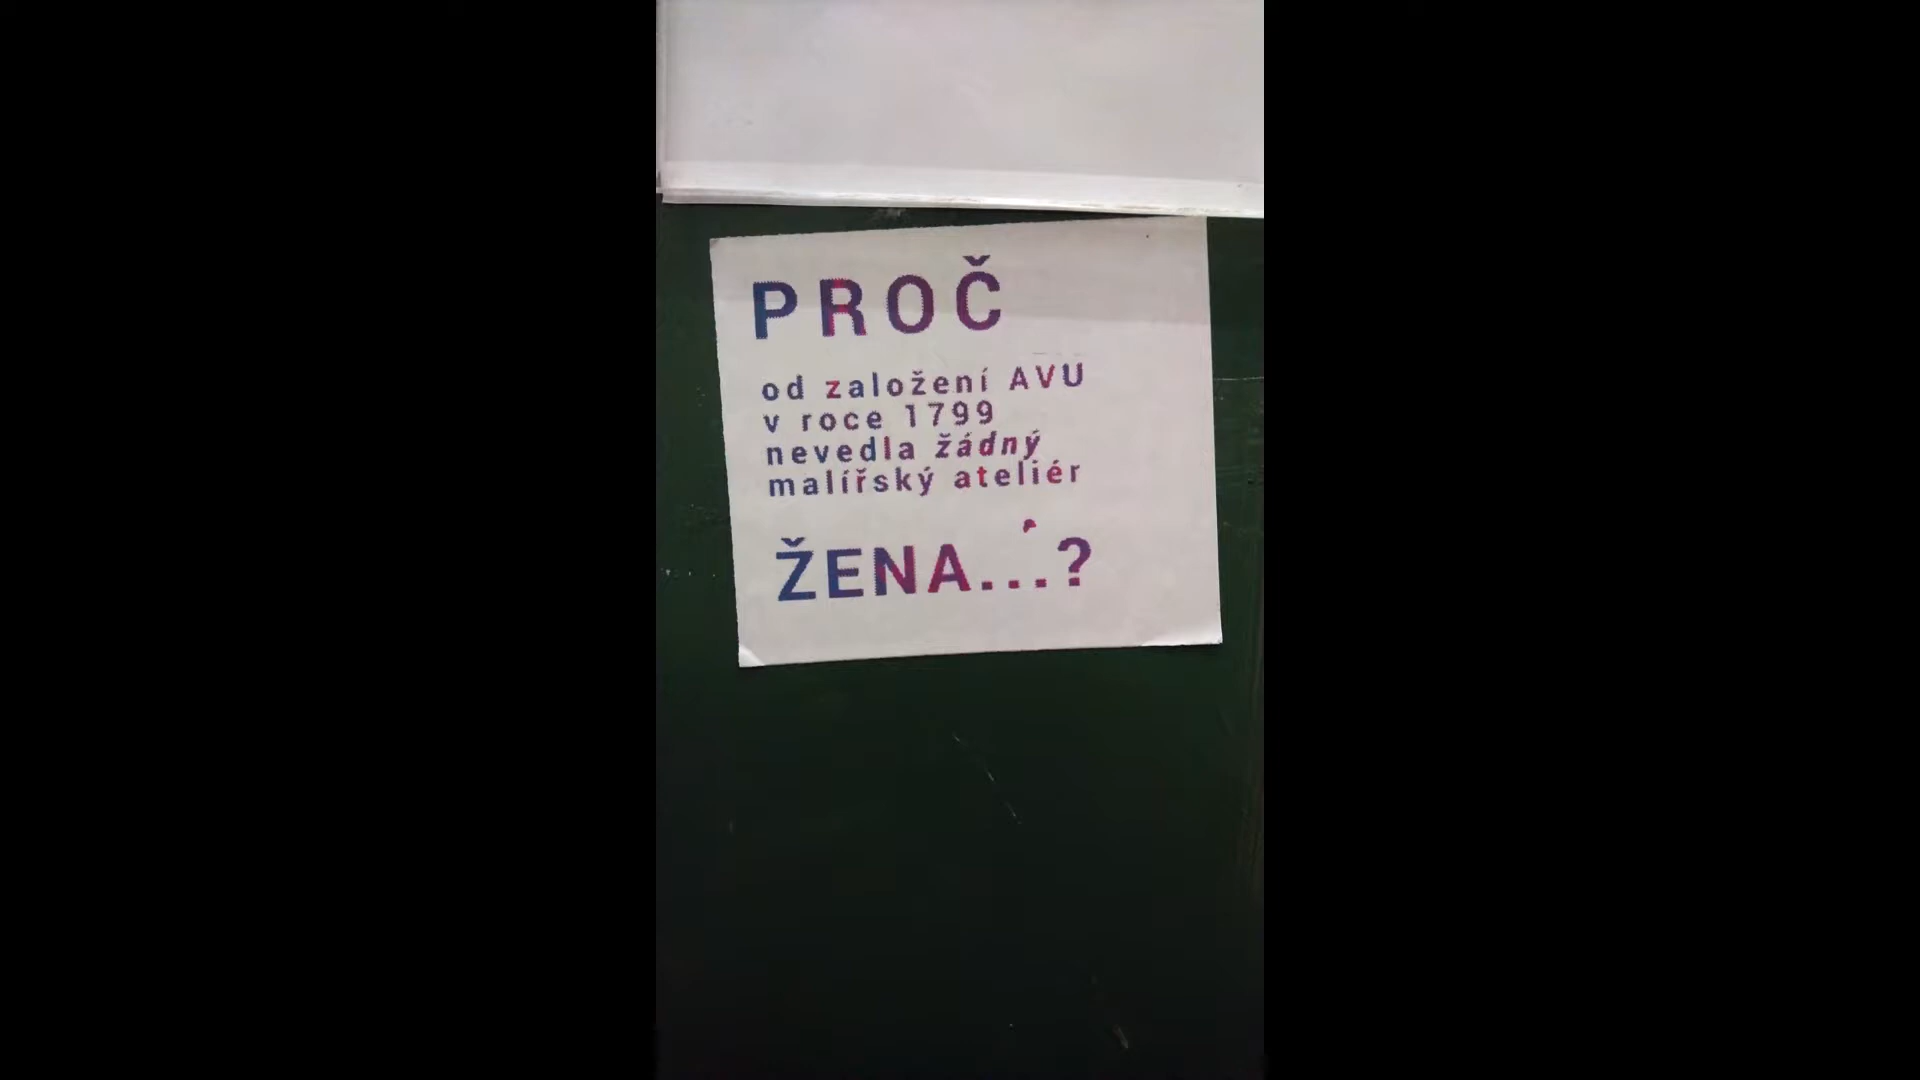 PROČ
od založení AVU
v roce 1799
nevedla žádný
malířský ateliér
ŽENA...?